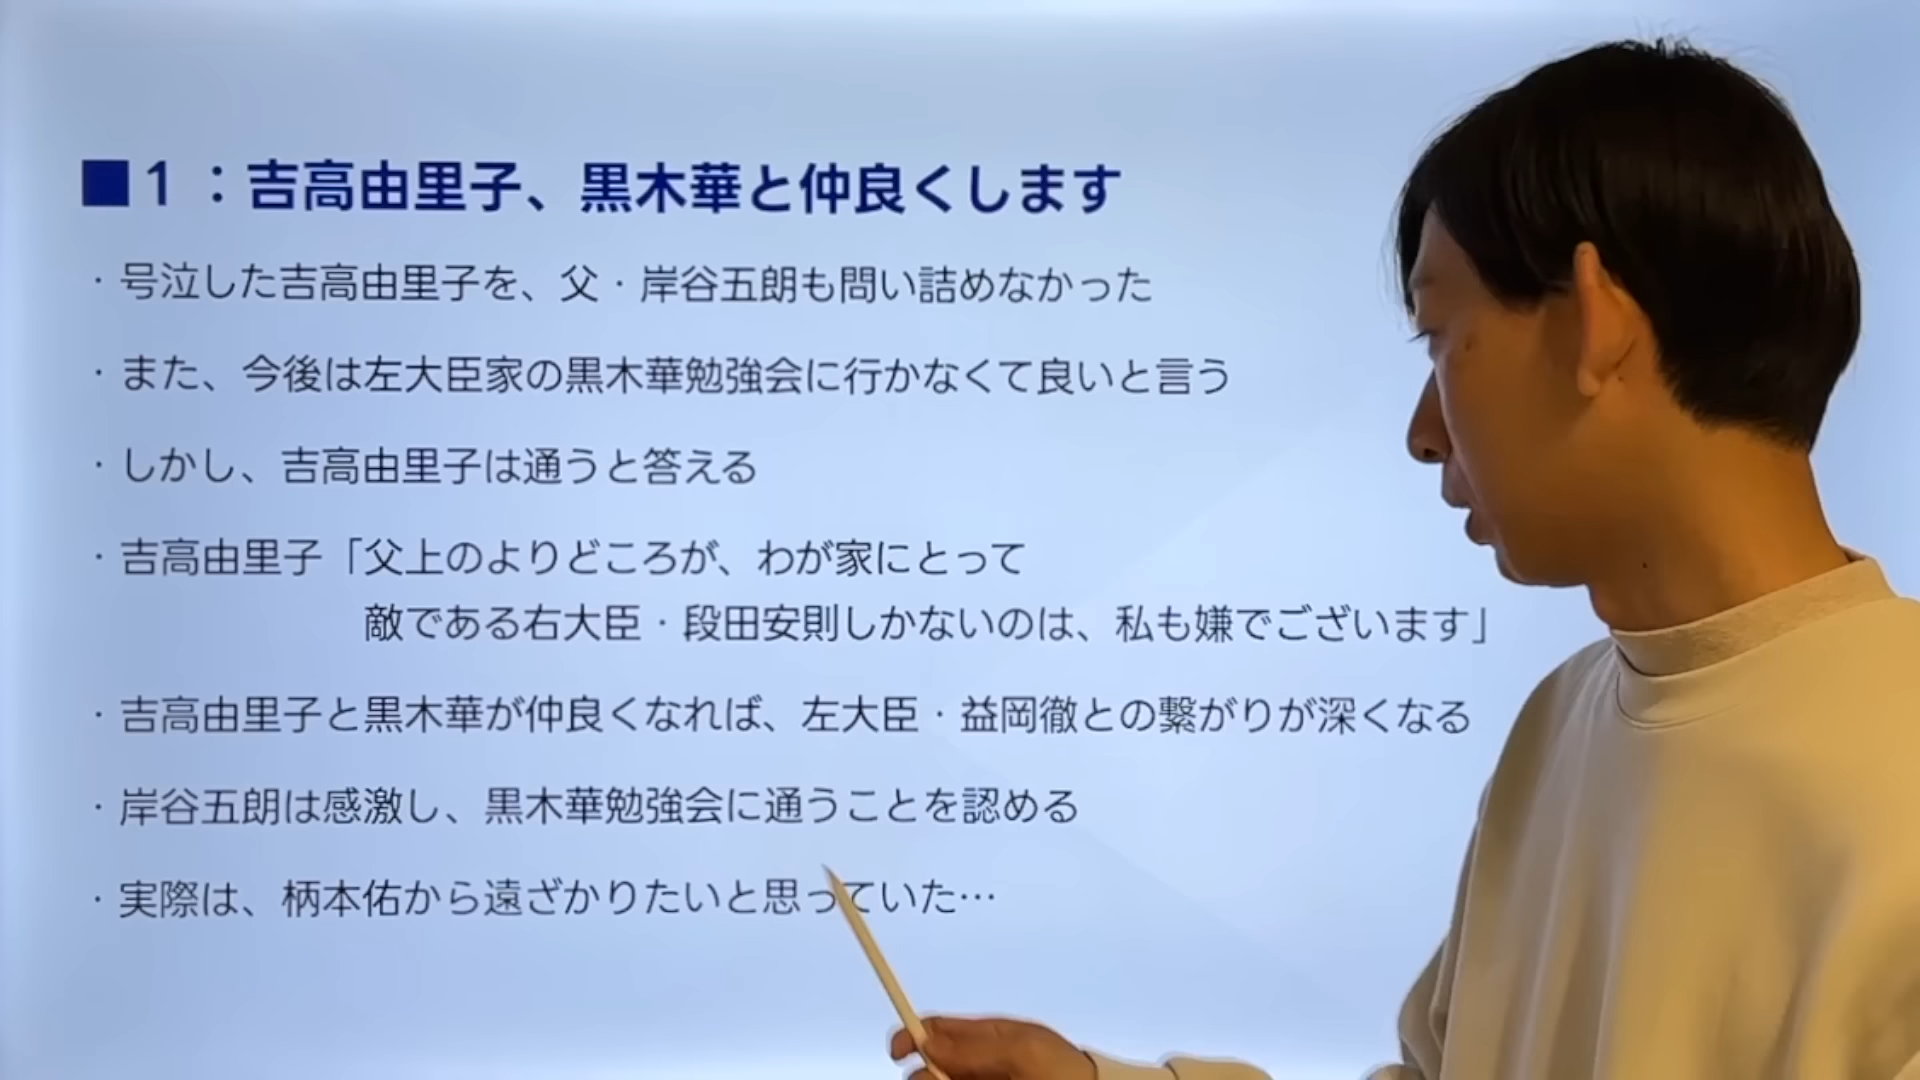 ■1：吉高由里子、黒木華と仲良くします
・号泣した吉高由里子を、父・岸谷五朗も問い詰めなかった
・また、今後は左大臣家の黒木華勉強会に行かなくて良いと言う
・しかし、吉高由里子は通うと答える
・吉高由里子「父上のよりどころが、わが家にとって
敵である右大臣・段田安則しかないのは、私も嫌でございます」
・吉高由里子と黒木華が仲良くなれば、左大臣・益岡徹との繋がりが深くなる
・岸谷五朗は感激し、黒木華勉強会に通うことを認める
・実際は、柄本佑から遠ざかりたいと思っていた…